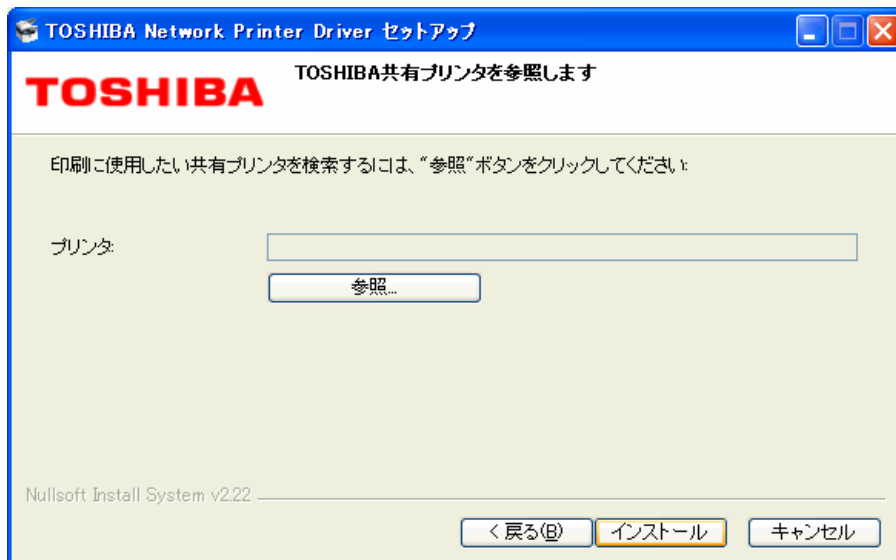 TOSHIBA Network Printer Driver セットアップ
TOSHIBA
TOSHIBA共有プリンタを参照します
印刷に使用したい共有プリンタを検索するには、“参照”ボタンをクリックしてください:
プリンタ:
参照...
Nullsoft Install System v2.22
< 戻る(B)
インストール
キャンセル